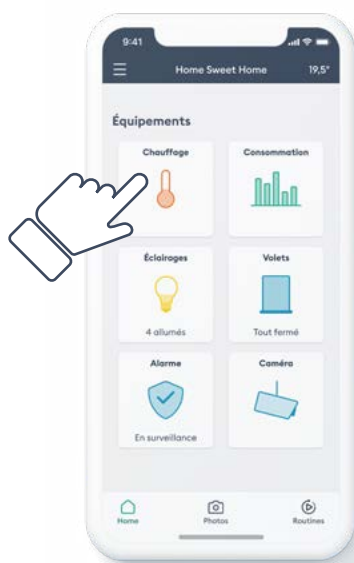 9:41
Home Sweet Home 19,5°
Équipements
Chauffage Consommation
Éclairages Volets
4 allumés Tout fermé
Alarme Caméra
En surveillance
Home Photos Routines